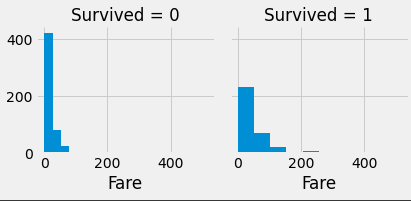 Survived = 0 Survived = 1
400
200
0
0 200 400 0 200 400
Fare Fare